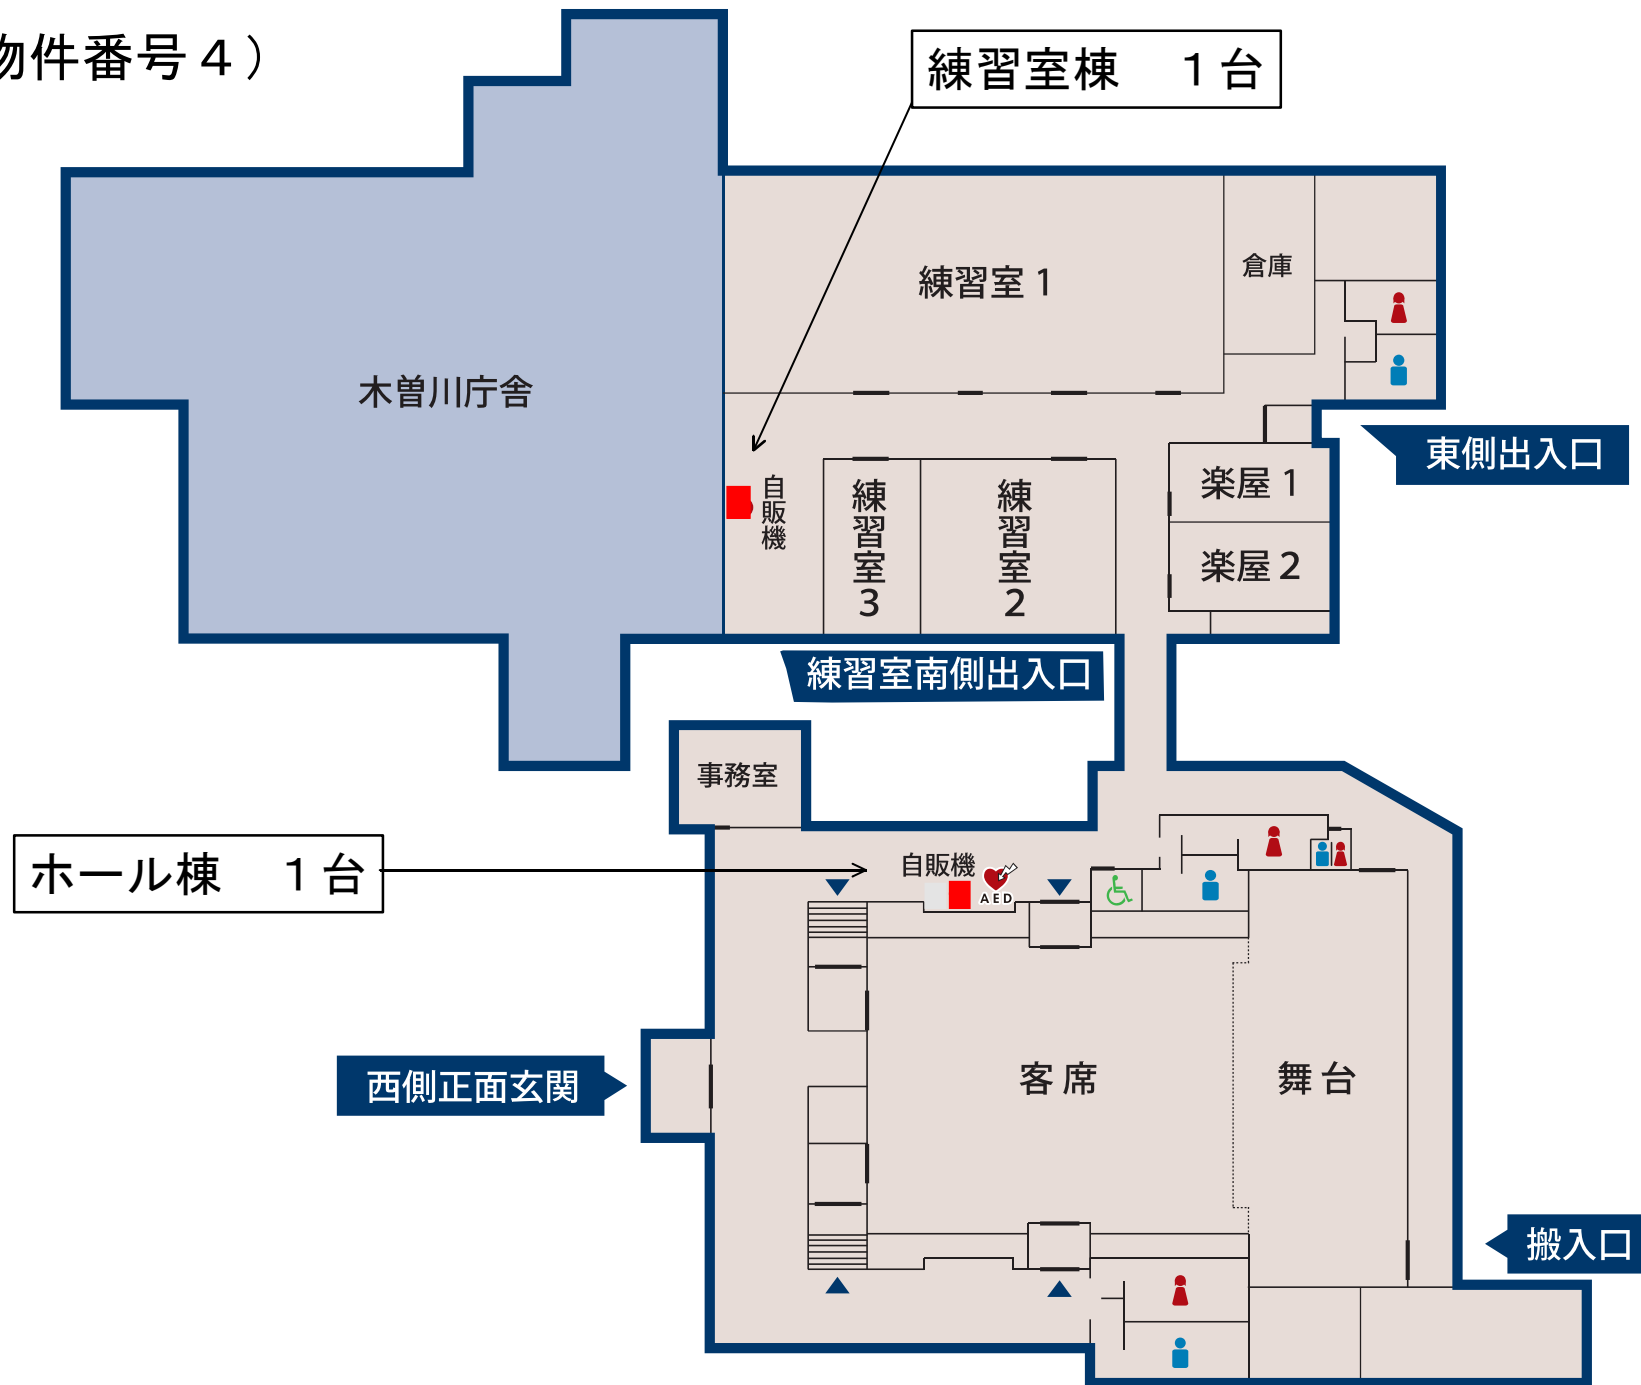 物件番号４）
練習室棟　１台
練習室１
倉庫
木曽川庁舎
東側出入口
自販機
練習室３
練習室２
楽屋１
楽屋２
練習室南側出入口
事務室
ホール棟　１台
自販機
AED
西側正面玄関
客席
舞台
搬入口